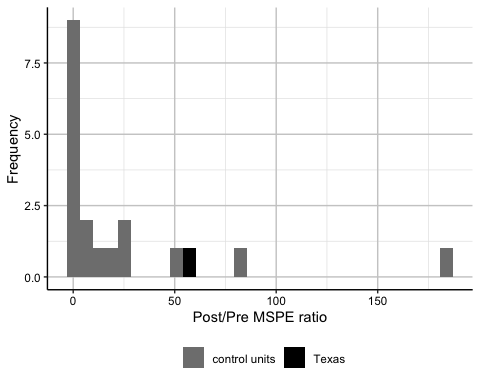 Frequency
7.5
5.0
2.5
0.0
0 50 100 150
Post/Pre MSPE ratio
control units Texas